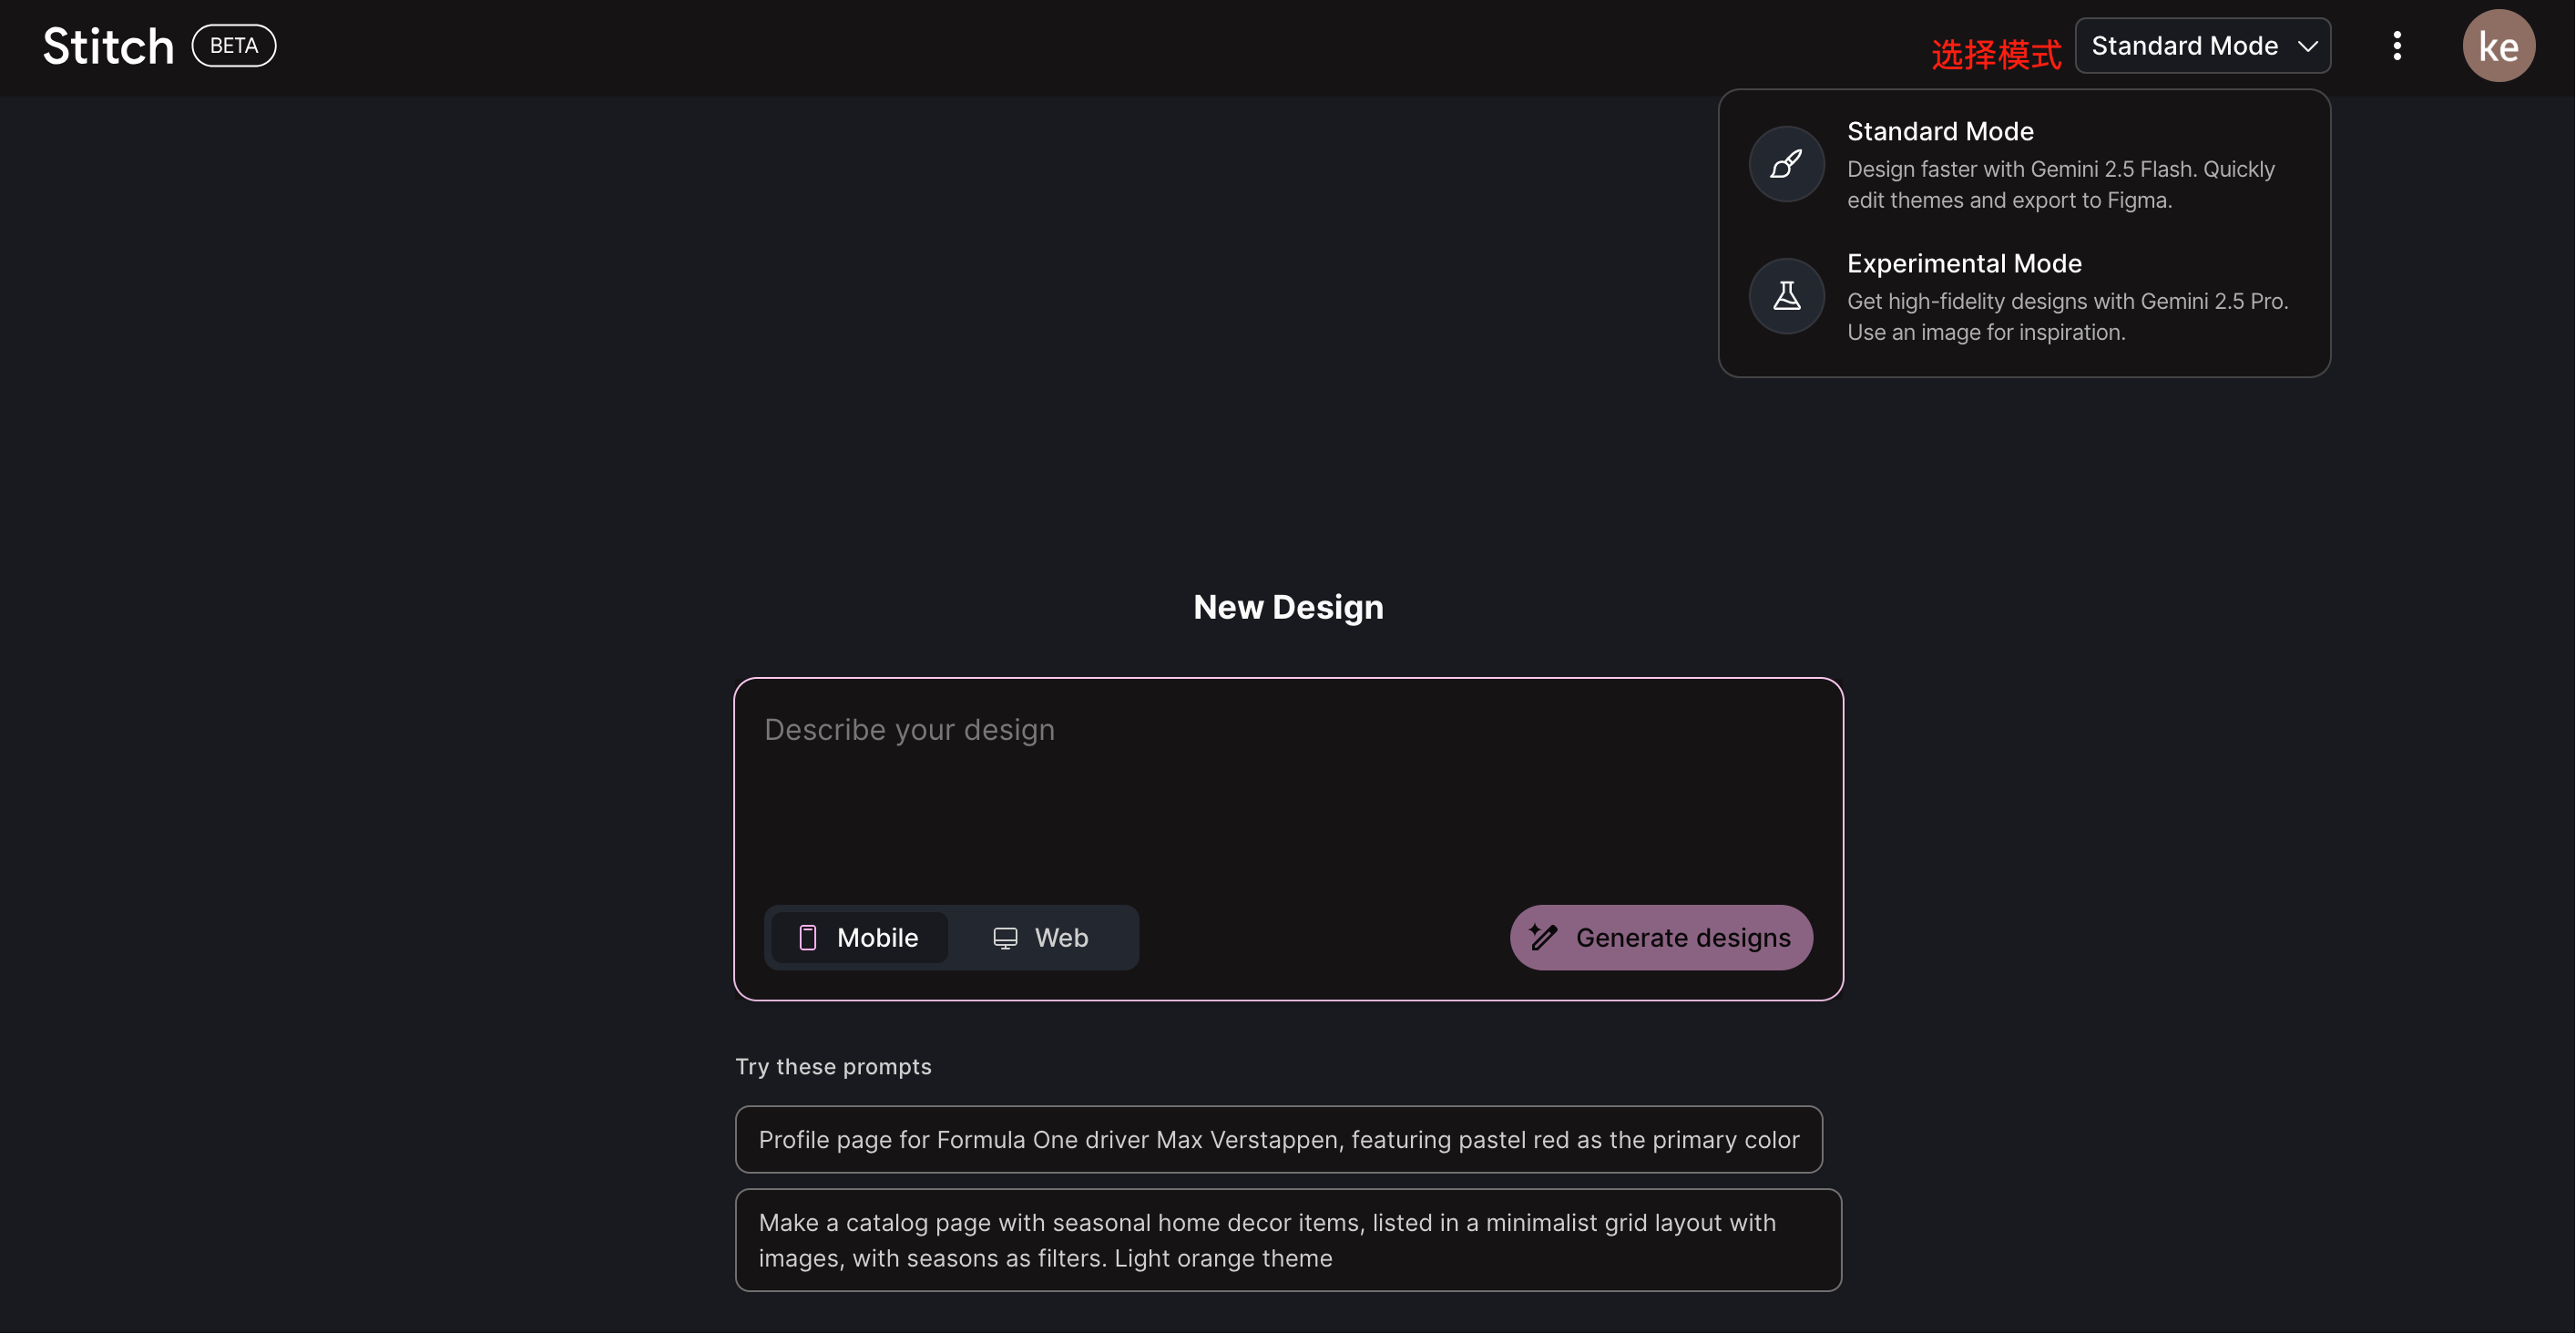 Stitch BETA
选择模式 Standard Mode
ke
Standard Mode
Design faster with Gemini 2.5 Flash. Quickly
edit themes and export to Figma.
Experimental Mode
Get high-fidelity designs with Gemini 2.5 Pro.
Use an image for inspiration.
New Design
Describe your design
Mobile Web
Generate designs
Try these prompts
Profile page for Formula One driver Max Verstappen, featuring pastel red as the primary color
Make a catalog page with seasonal home decor items, listed in a minimalist grid layout with
images, with seasons as filters. Light orange theme